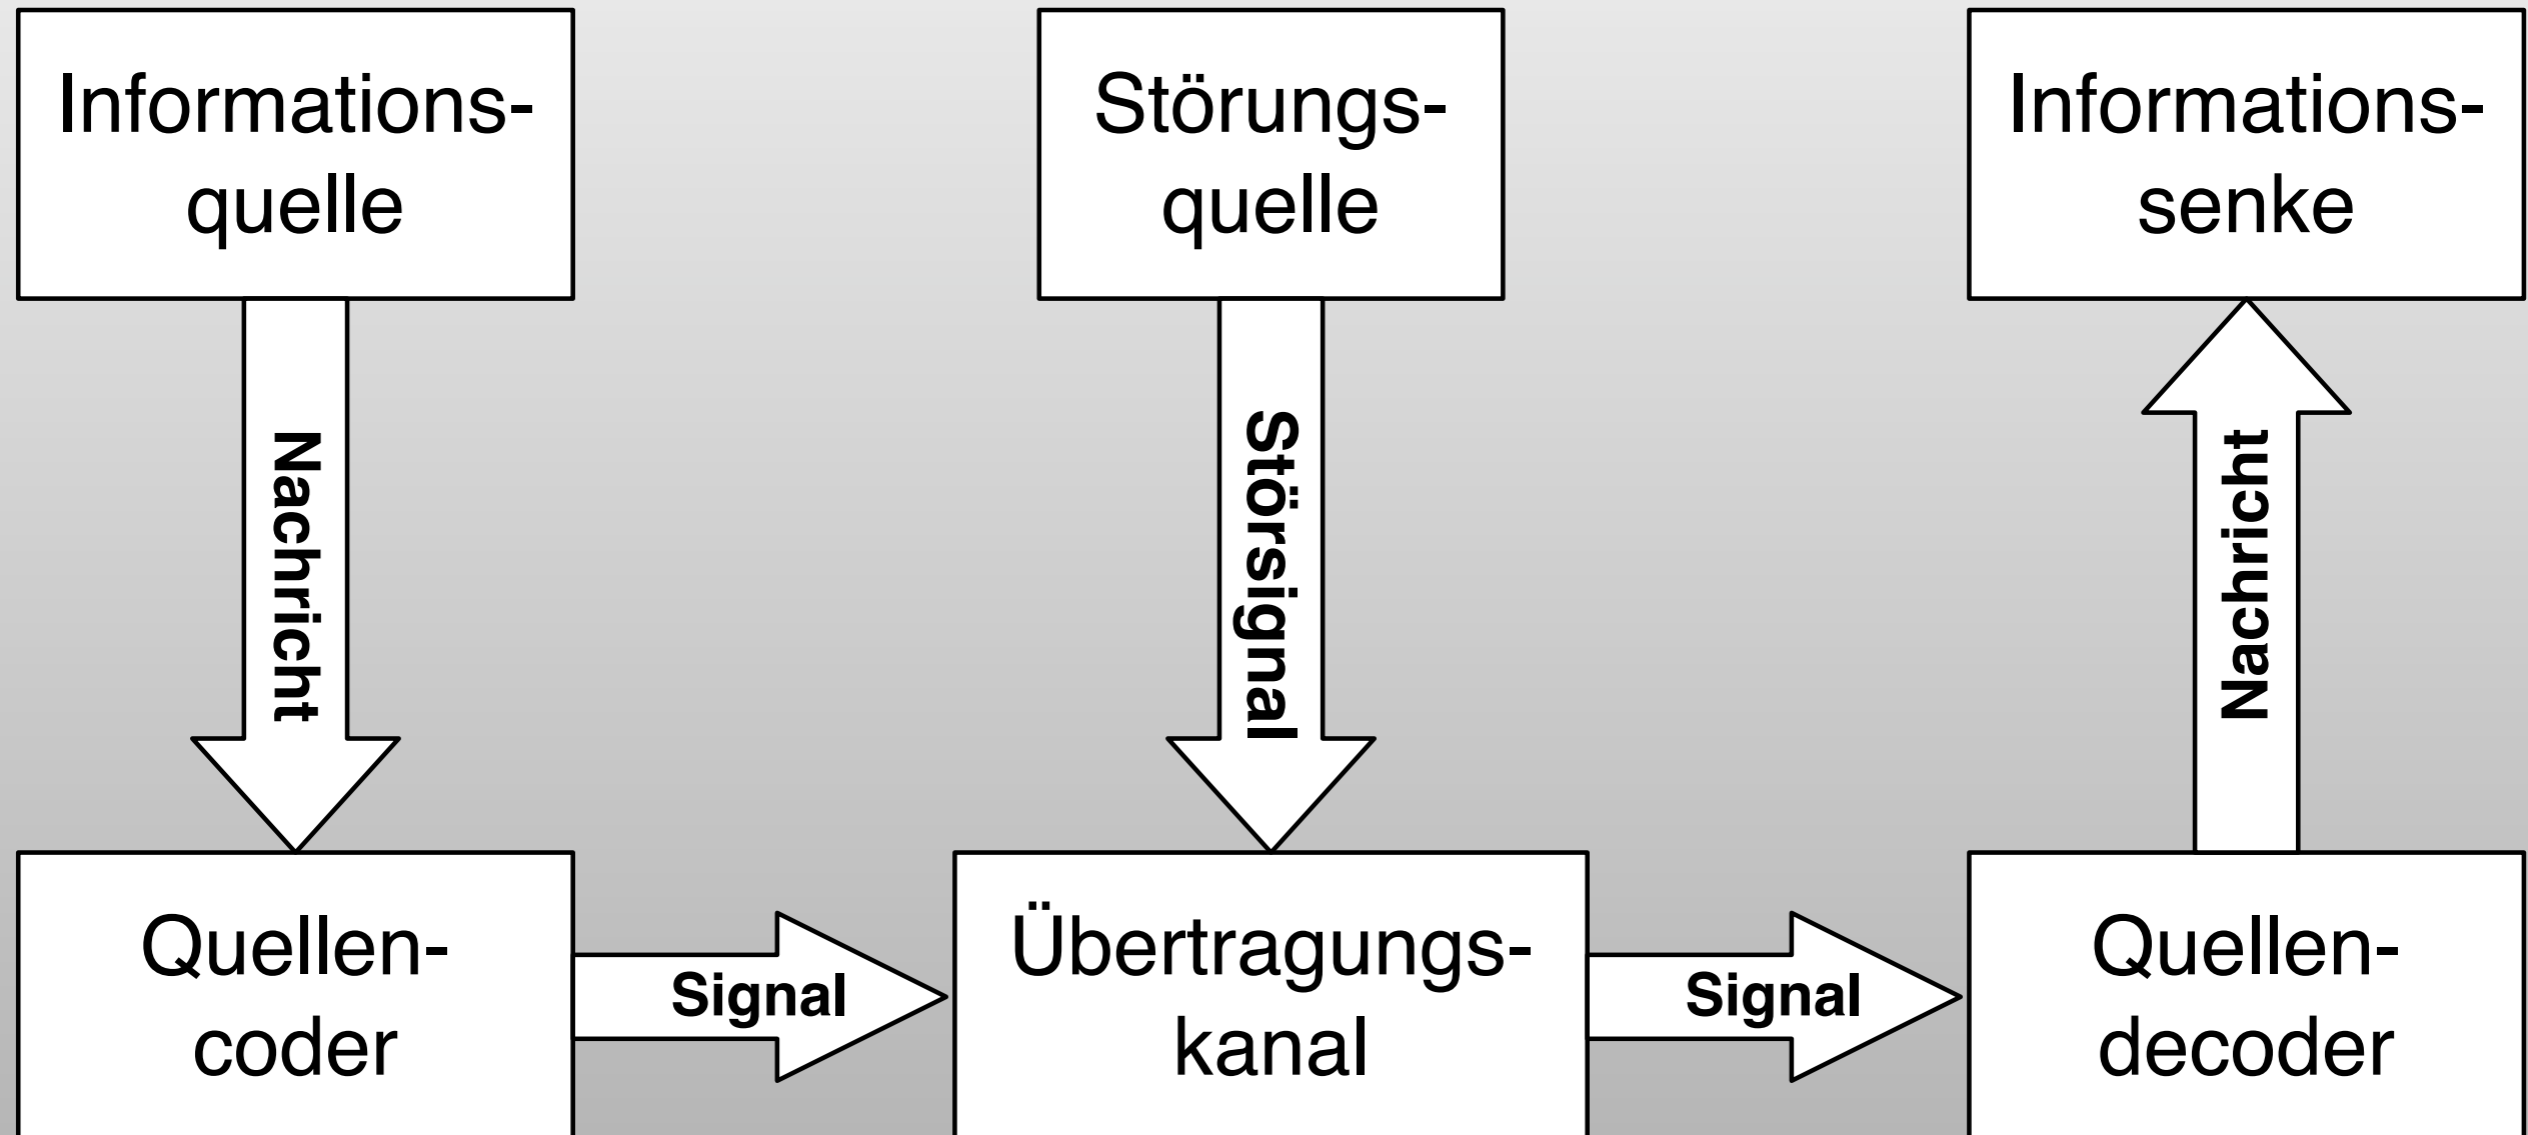 Informations-
quelle
Störungs-
quelle
Informations-
senke
Nachricht
Störsignal
Nachricht
Quellen-
coder
Signal
Übertragungs-
kanal
Signal
Quellen-
decoder